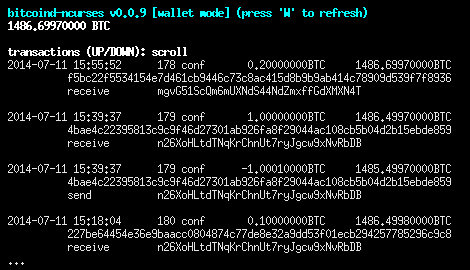 bitcoind-ncurses v0.0.9 [wallet mode] (press 'W' to refresh)
1486.69970000 BTC
transactions (UP/DOWN): scroll
2014-07-11 15:55:52 178 conf 0.20000000BTC 1486.69970000BTC
f5bc22f5534154e7d461cb9446c73c8ac415d8b9b9ab414c78909d539f7f8936
receive mgvG51ScQm6mUXNdS44NdZmxffGdXMXN4T
2014-07-11 15:39:37 179 conf 1.00000000BTC 1486.49970000BTC
4bae4c22395813c9c9f46d27301ab926fa8f29044ac108cb5b04d2b15ebde859
receive n26XoHLtdTNqKrChnUt7ryJgcw9xNvRbDB
2014-07-11 15:39:37 179 conf -1.00010000BTC 1485.49970000BTC
4bae4c22395813c9c9f46d27301ab926fa8f29044ac108cb5b04d2b15ebde859
send n26XoHLtdTNqKrChnUt7ryJgcw9xNvRbDB
2014-07-11 15:18:04 180 conf 0.10000000BTC 1486.49980000BTC
227be64454e36e9baacc0804874c77de8e32a9dd53f01ecb294257785296c9c8
receive n26XoHLtdTNqKrChnUt7ryJgcw9xNvRbDB
...